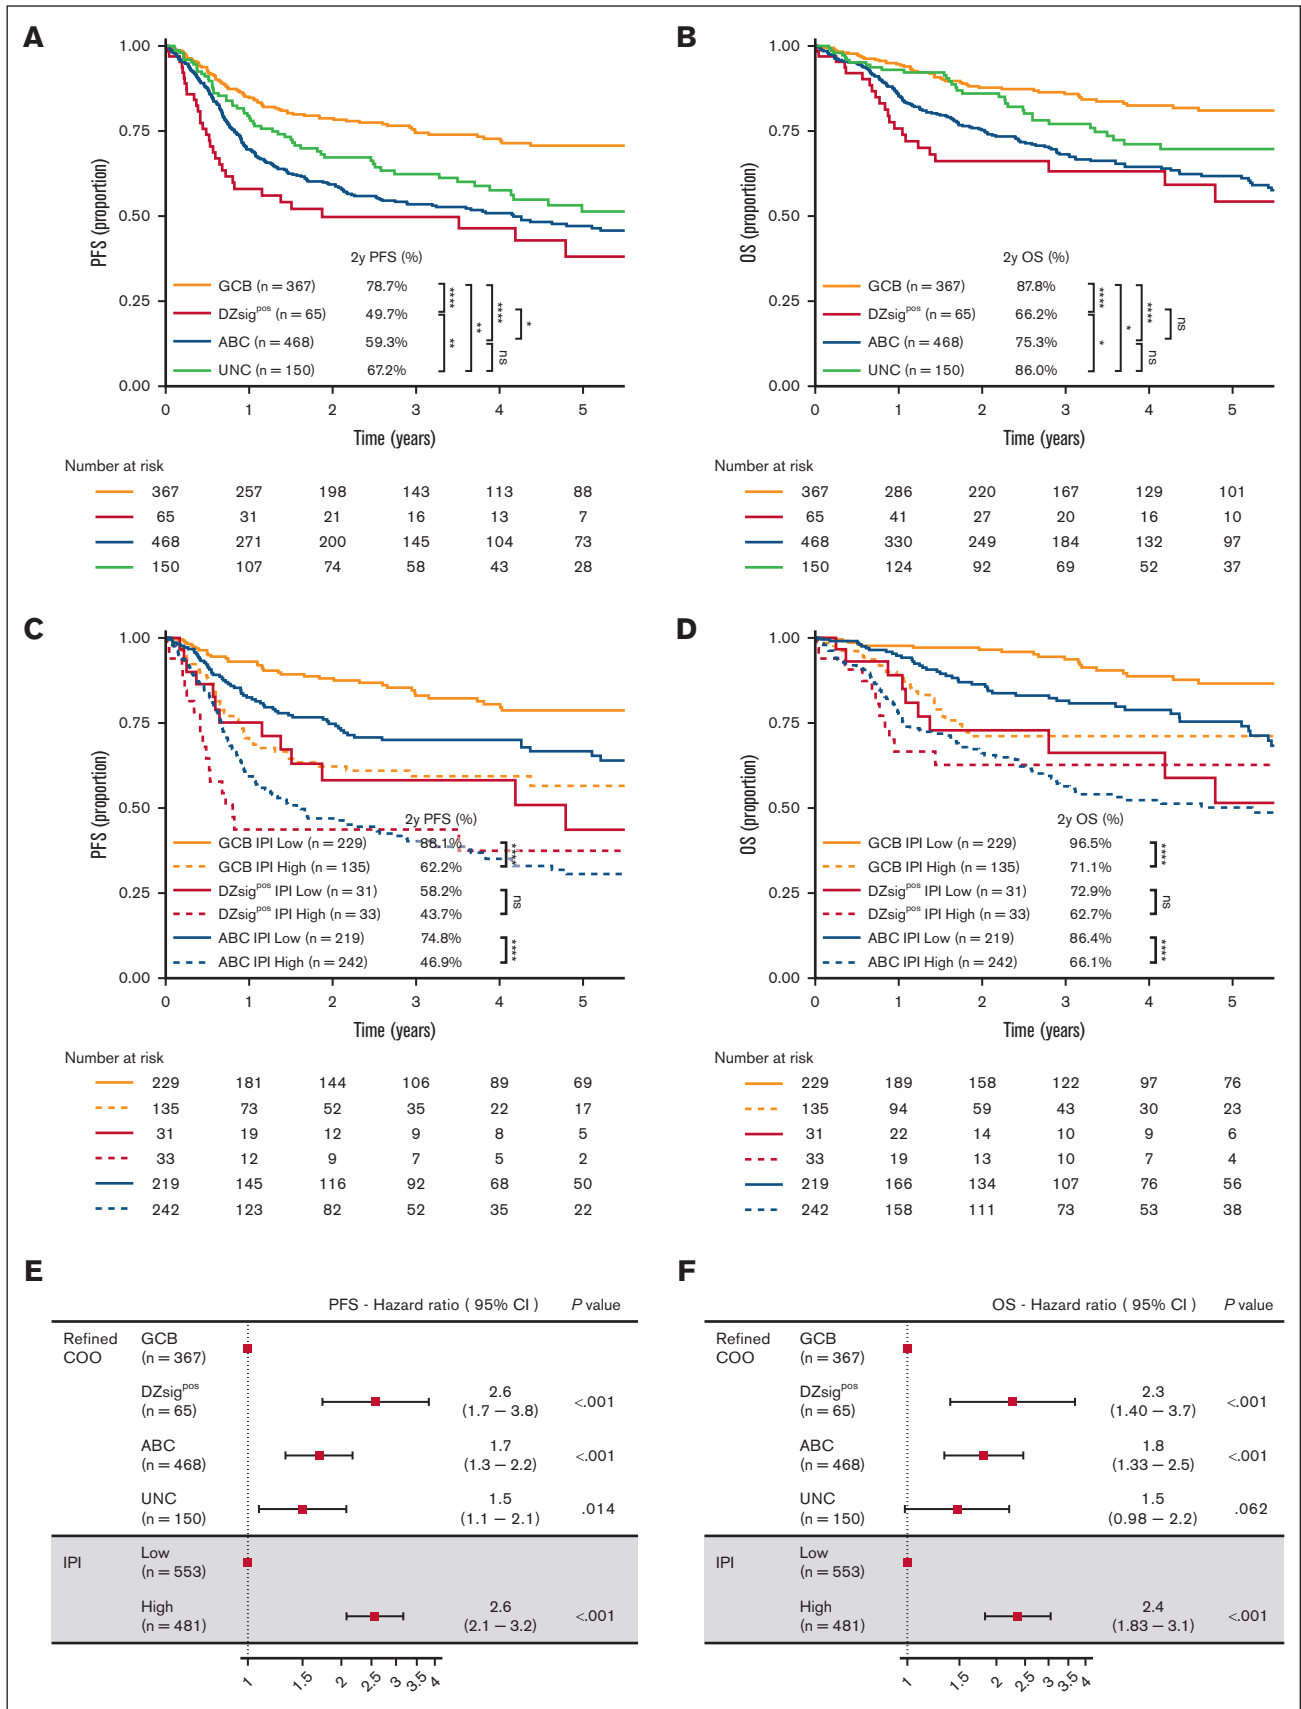 A
1.00
0.75
0.50
0.25
0.00
PFS (proportion)
2y PFS (%)
GCB (n = 367) 78.7%
DZsigpos (n = 65) 49.7%
ABC (n = 468) 59.3%
UNC (n = 150) 67.2%
****
**
**
****
ns
*
0 1 2 3 4 5
Time (years)
Number at risk
367 257 198 143 113 88
65 31 21 16 13 7
468 271 200 145 104 73
150 107 74 58 43 28
B
1.00
0.75
0.50
0.25
0.00
OS (proportion)
2y OS (%)
GCB (n = 367) 87.8%
DZsigpos (n = 65) 66.2%
ABC (n = 468) 75.3%
UNC (n = 150) 86.0%
****
*
*
****
ns
ns
0 1 2 3 4 5
Time (years)
Number at risk
367 286 220 167 129 101
65 41 27 20 16 10
468 330 249 184 132 97
150 124 92 69 52 37
C
1.00
0.75
0.50
0.25
0.00
PFS (proportion)
2y PFS (%)
GCB IPI Low (n = 229) 88.1%
GCB IPI High (n = 135) 62.2%
DZsigpos IPI Low (n = 31) 58.2%
DZsigpos IPI High (n = 33) 43.7%
ABC IPI Low (n = 219) 74.8%
ABC IPI High (n = 242) 46.9%
****
ns
****
0 1 2 3 4 5
Time (years)
Number at risk
229 181 144 106 89 69
135 73 52 35 22 17
31 19 12 9 8 5
33 12 9 7 5 2
219 145 116 92 68 50
242 123 82 52 35 22
D
1.00
0.75
0.50
0.25
0.00
OS (proportion)
2y OS (%)
GCB IPI Low (n = 229) 96.5%
GCB IPI High (n = 135) 71.1%
DZsigpos IPI Low (n = 31) 72.9%
DZsigpos IPI High (n = 33) 62.7%
ABC IPI Low (n = 219) 86.4%
ABC IPI High (n = 242) 66.1%
****
ns
****
0 1 2 3 4 5
Time (years)
Number at risk
229 189 158 122 97 76
135 94 59 43 30 23
31 22 14 10 9 6
33 19 13 10 7 4
219 166 134 107 76 56
242 158 111 73 53 38
E
PFS - Hazard ratio ( 95% CI ) P value
Refined GCB
COO (n = 367)
DZsigpos 2.6
(n = 65) (1.7 – 3.8) <.001
ABC 1.7
(n = 468) (1.3 – 2.2) <.001
UNC 1.5
(n = 150) (1.1 – 2.1) .014
IPI Low
(n = 553)
High 2.6
(n = 481) (2.1 – 3.2) <.001
1 1.5 2 2.5 3 3.5 4
F
OS - Hazard ratio ( 95% CI ) P value
Refined GCB
COO (n = 367)
DZsigpos 2.3
(n = 65) (1.40 – 3.7) <.001
ABC 1.8
(n = 468) (1.33 – 2.5) <.001
UNC 1.5
(n = 150) (0.98 – 2.2) .062
IPI Low
(n = 553)
High 2.4
(n = 481) (1.83 – 3.1) <.001
1 1.5 2 2.5 3 3.5 4